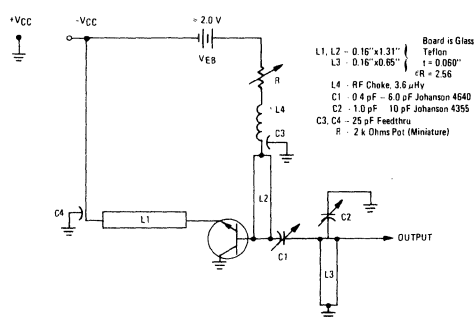 +VCC
-VCC
≈ 2.0 V
VEB
R
L4
C3
L2
C4
L1
C1
C2
OUTPUT
L3
Board is Glass
Teflon
t = 0.060"
εR = 2.56
L1, L2 - 0.16"x1.31"
L3 - 0.16"x0.65"
L4 - RF Choke, 3.6 μHy
C1 - 0.4 pF - 6.0 pF Johanson 4640
C2 - 1.0 pF 10 pF Johanson 4355
C3, C4 - 25 pF Feedthru
R - 2 k Ohms Pot (Miniature)